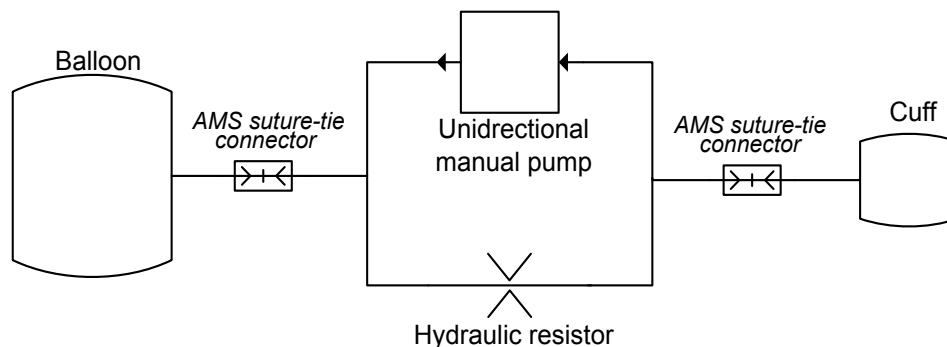 Balloon
AMS suture-tie
connector
Unidrectional
manual pump
AMS suture-tie
connector
Cuff
Hydraulic resistor